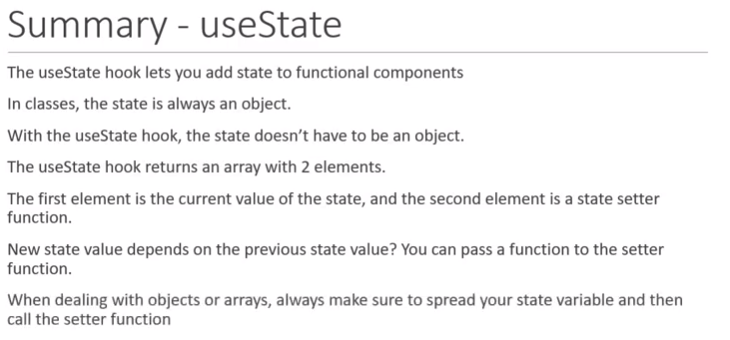 Summary - useState
The useState hook lets you add state to functional components
In classes, the state is always an object.
With the useState hook, the state doesn’t have to be an object.
The useState hook returns an array with 2 elements.
The first element is the current value of the state, and the second element is a state setter
function.
New state value depends on the previous state value? You can pass a function to the setter
function.
When dealing with objects or arrays, always make sure to spread your state variable and then
call the setter function